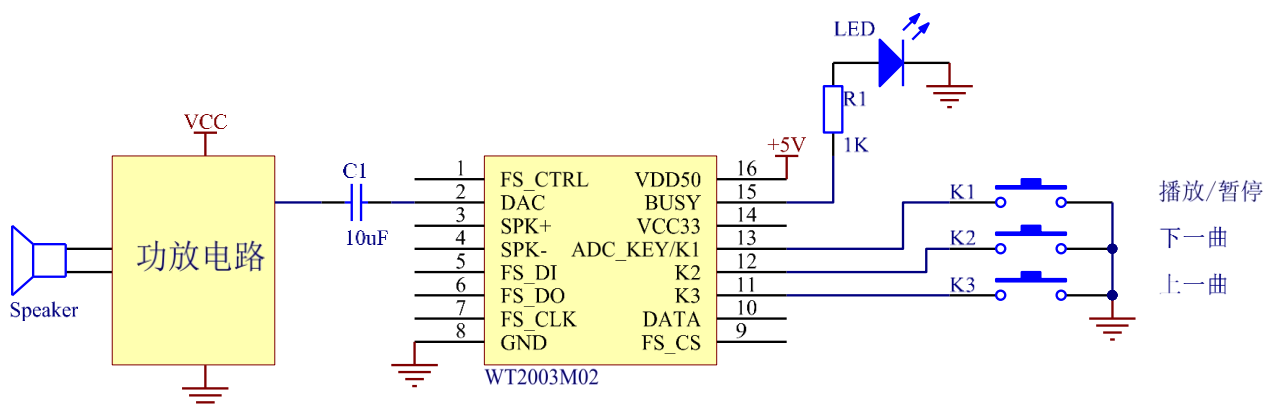 LED
R1
1K
VCC
+5V
C1
10uF
功放电路
Speaker
1 FS_CTRL VDD50 16
2 DAC BUSY 15
3 SPK+ VCC33 14
4 SPK- ADC_KEY/K1 13
5 FS_DI K2 12
6 FS_DO K3 11
7 FS_CLK DATA 10
8 GND FS_CS 9
WT2003M02
K1 播放/暂停
K2 下一曲
K3 上一曲